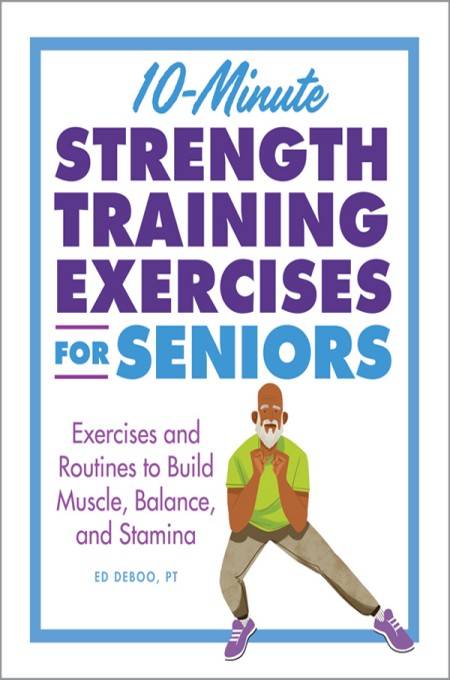 10-Minute
STRENGTH
TRAINING
EXERCISES
FOR SENIORS
Exercises and
Routines to Build
Muscle, Balance,
and Stamina
ED DEBOO, PT